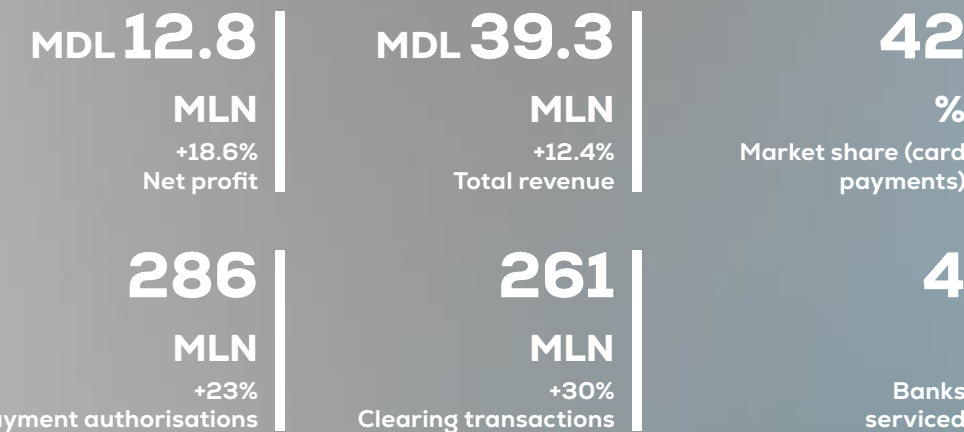 MDL 12.8
MLN
+18.6%
Net profit
MDL 39.3
MLN
+12.4%
Total revenue
42
%
Market share (card
payments)
286
MLN
+23%
authorisations
261
MLN
+30%
Clearing transactions
4
Banks
serviced